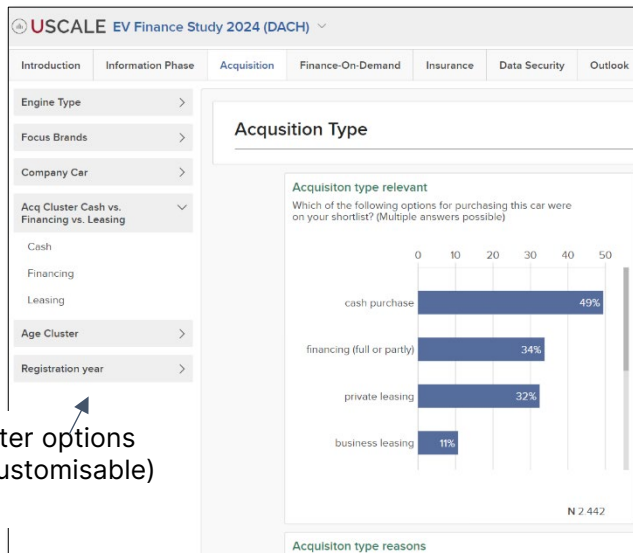 USCALE EV Finance Study 2024 (DACH)
Introduction Information Phase Acquisition Finance-On-Demand Insurance Data Security Outlook
Engine Type
Focus Brands
Company Car
Acq Cluster Cash vs.
Financing vs. Leasing
Cash
Financing
Leasing
Age Cluster
Registration year
ter options
ustomisable)
Acqusition Type
Acquisiton type relevant
Which of the following options for purchasing this car were
on your shortlist? (Multiple answers possible)
0 10 20 30 40 50
cash purchase 49%
financing (full or partly) 34%
private leasing 32%
business leasing 11%
N 2.442
Acquisiton type reasons